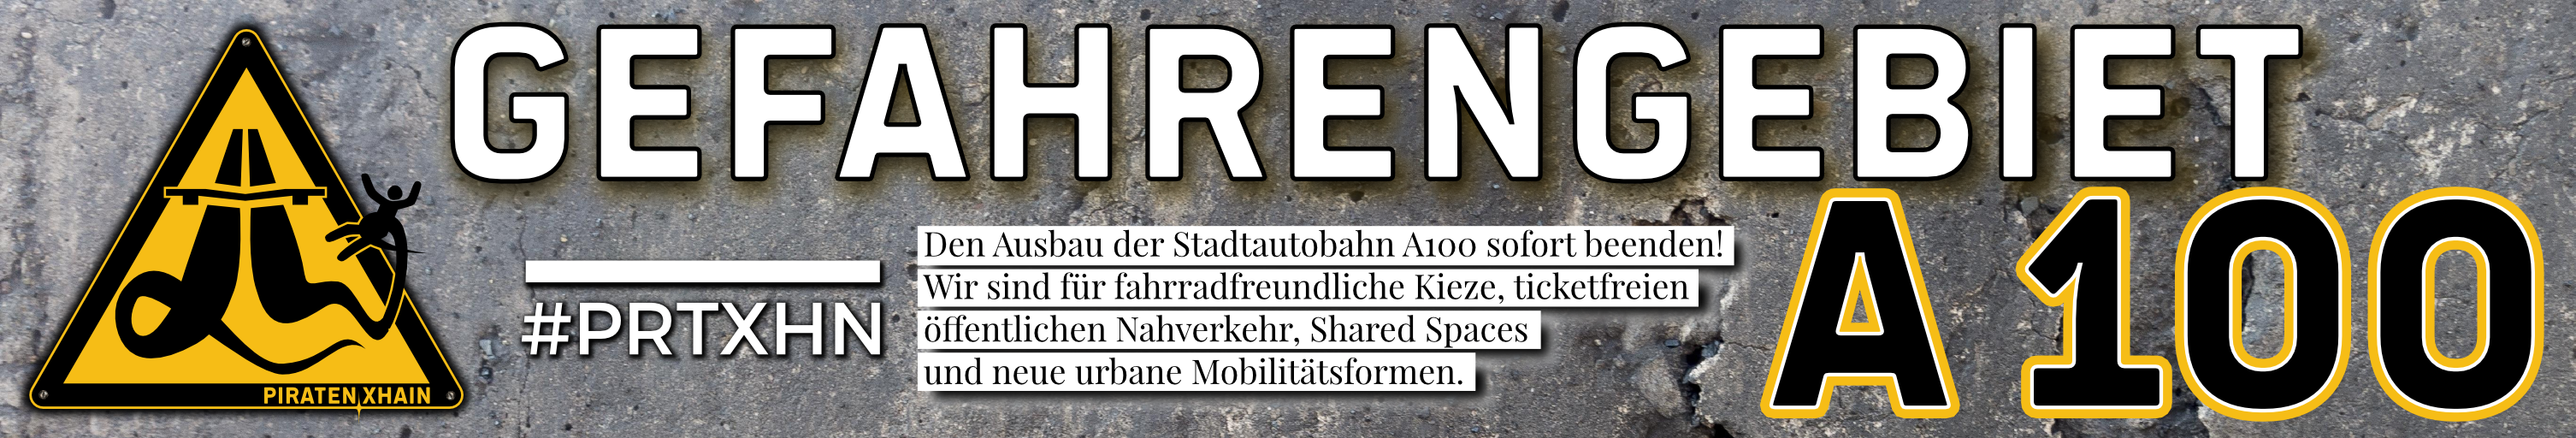 GEFAHRENGEBIET
A 100
#PRTXHN
Den Ausbau der Stadtautobahn A100 sofort beenden!
Wir sind für fahrradfreundliche Kieze, ticketfreien
öffentlichen Nahverkehr, Shared Spaces
und neue urbane Mobilitätsformen.
PIRATEN XHAIN